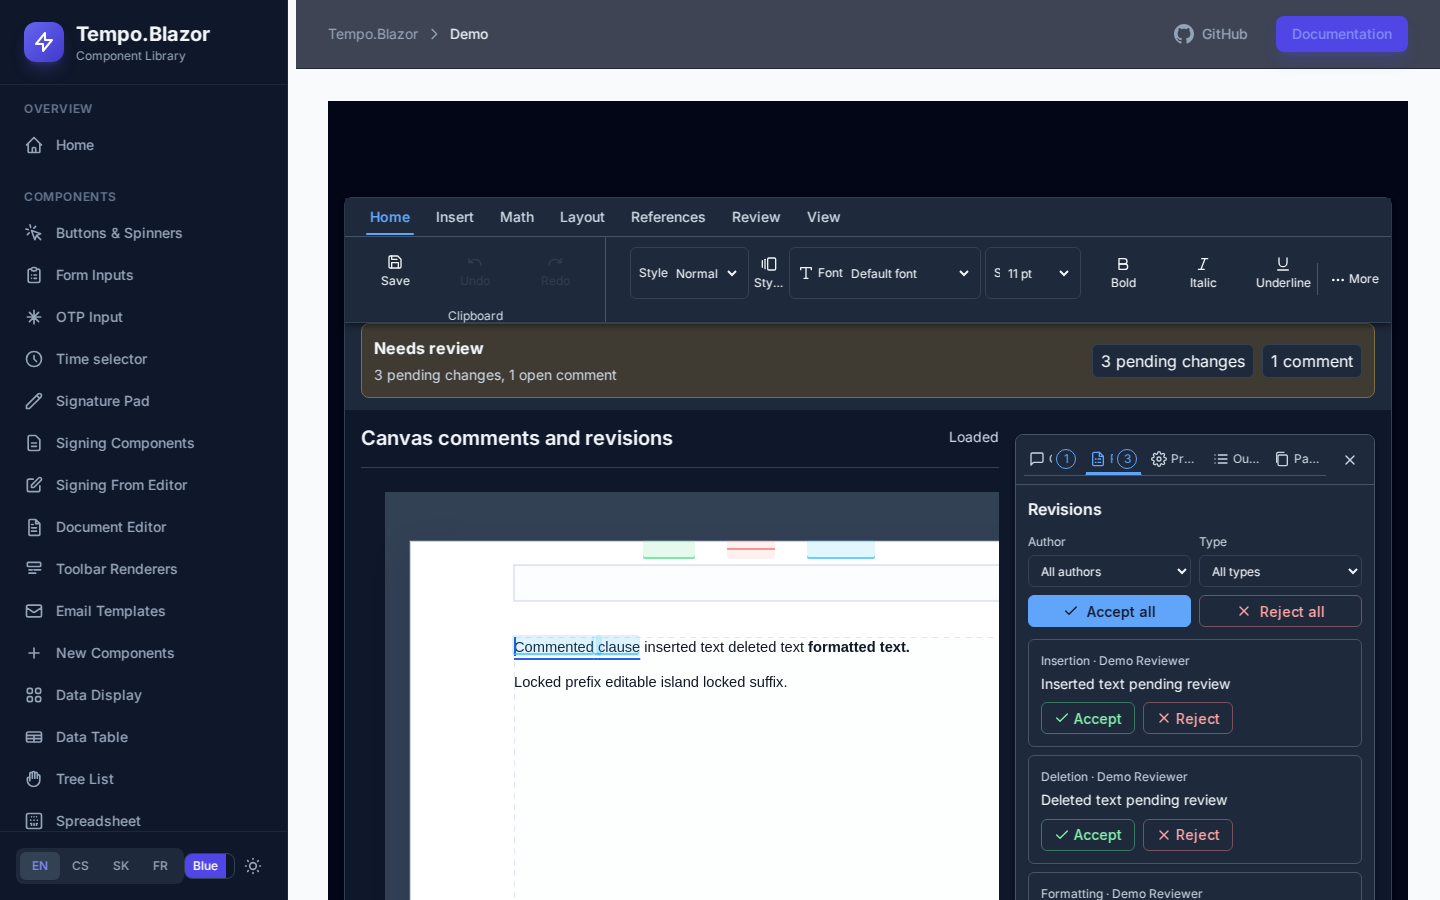 Tempo.Blazor
Component Library
OVERVIEW
Home
COMPONENTS
Buttons & Spinners
Form Inputs
OTP Input
Time selector
Signature Pad
Signing Components
Signing From Editor
Document Editor
Toolbar Renderers
Email Templates
New Components
Data Display
Data Table
Tree List
Spreadsheet
EN CS SK FR Blue
Tempo.Blazor > Demo
GitHub
Documentation
Home Insert Math Layout References Review View
Save Undo Redo
Clipboard
Style Normal
Sty...
Font Default font
S 11 pt
Bold Italic Underline
... More
Needs review
3 pending changes, 1 open comment
3 pending changes 1 comment
Canvas comments and revisions
Loaded
Commented clause inserted text deleted text formatted text.
Locked prefix editable island locked suffix.
1 3 Pr... Ou... Pa...
Revisions
Author Type
All authors All types
Accept all Reject all
Insertion · Demo Reviewer
Inserted text pending review
Accept Reject
Deletion · Demo Reviewer
Deleted text pending review
Accept Reject
Formatting · Demo Reviewer